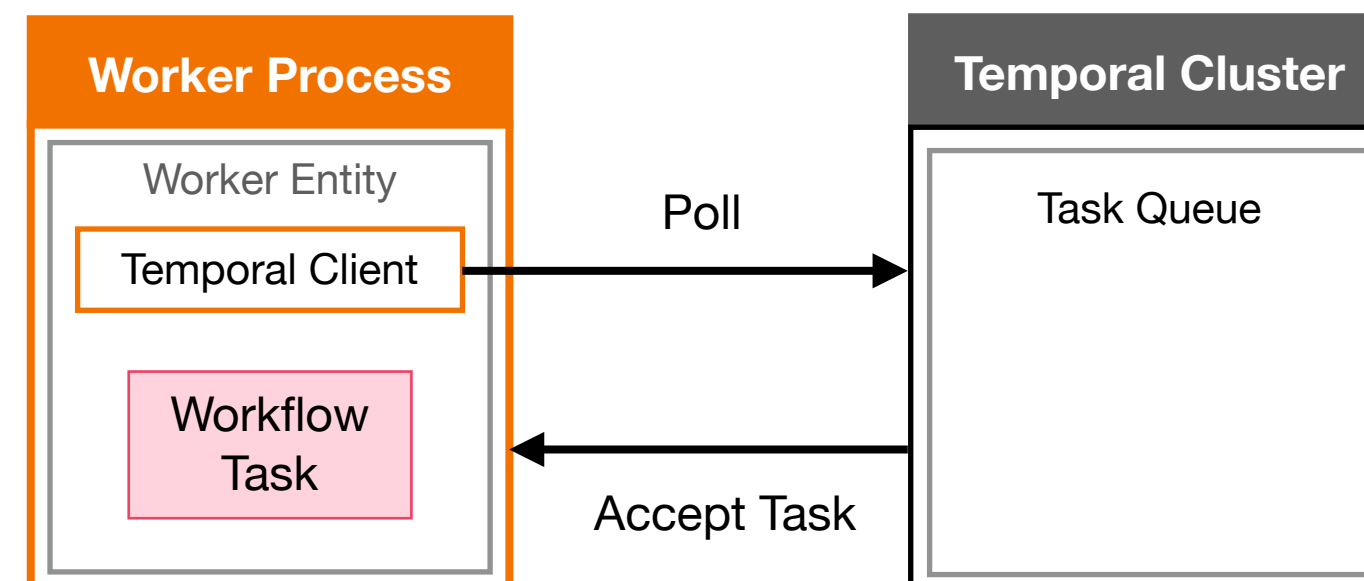 Worker Process
Temporal Cluster
Worker Entity
Temporal Client
Workflow
Task
Poll
Accept Task
Task Queue